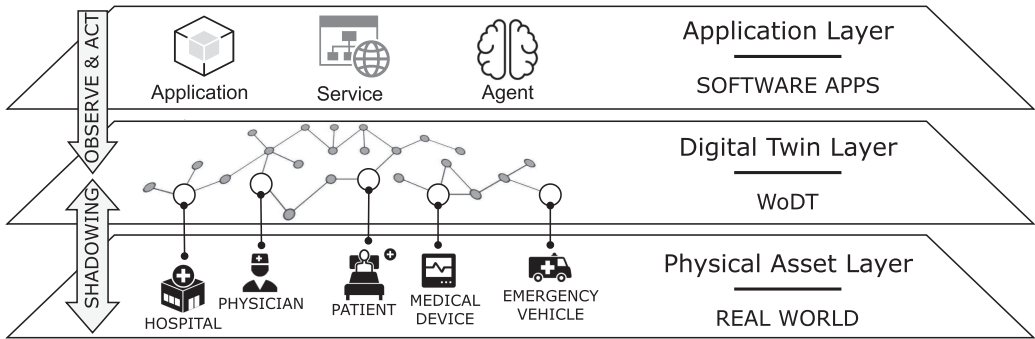 OBSERVE & ACT
Application
Service
Agent
Application Layer
SOFTWARE APPS
Digital Twin Layer
WoDT
SHADOWING
HOSPITAL
PHYSICIAN
PATIENT
MEDICAL
DEVICE
EMERGENCY
VEHICLE
Physical Asset Layer
REAL WORLD